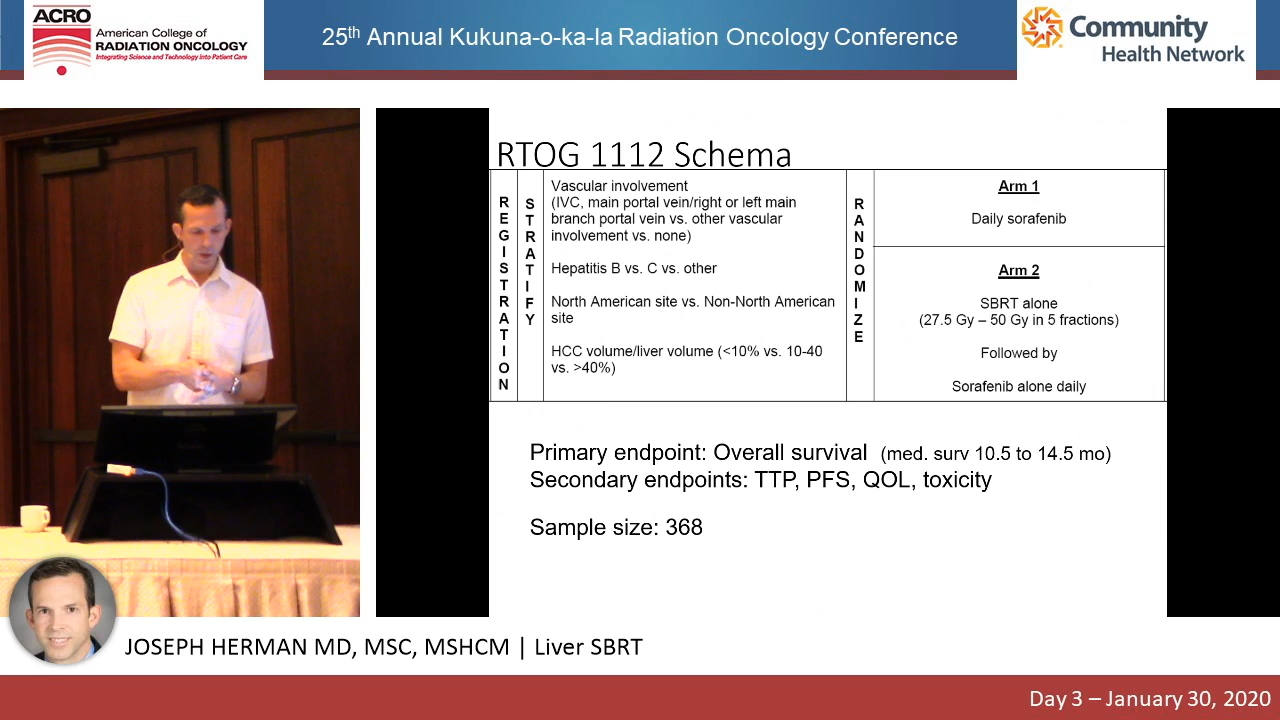 ACRO
American College of
RADIATION ONCOLOGY
Integrating Science and Technology Into Patient Care
25th Annual Kukuna-o-ka-la Radiation Oncology Conference
Community
Health Network
RTOG 1112 Schema
REGISTRATION
STRATIFY
Vascular involvement
(IVC, main portal vein/right or left main
branch portal vein vs. other vascular
involvement vs. none)
Hepatitis B vs. C vs. other
North American site vs. Non-North American
site
HCC volume/liver volume (<10% vs. 10-40
vs. >40%)
RANDOMIZE
Arm 1
Daily sorafenib
Arm 2
SBRT alone
(27.5 Gy – 50 Gy in 5 fractions)
Followed by
Sorafenib alone daily
Primary endpoint: Overall survival (med. surv 10.5 to 14.5 mo)
Secondary endpoints: TTP, PFS, QOL, toxicity
Sample size: 368
JOSEPH HERMAN MD, MSC, MSHCM | Liver SBRT
Day 3 – January 30, 2020